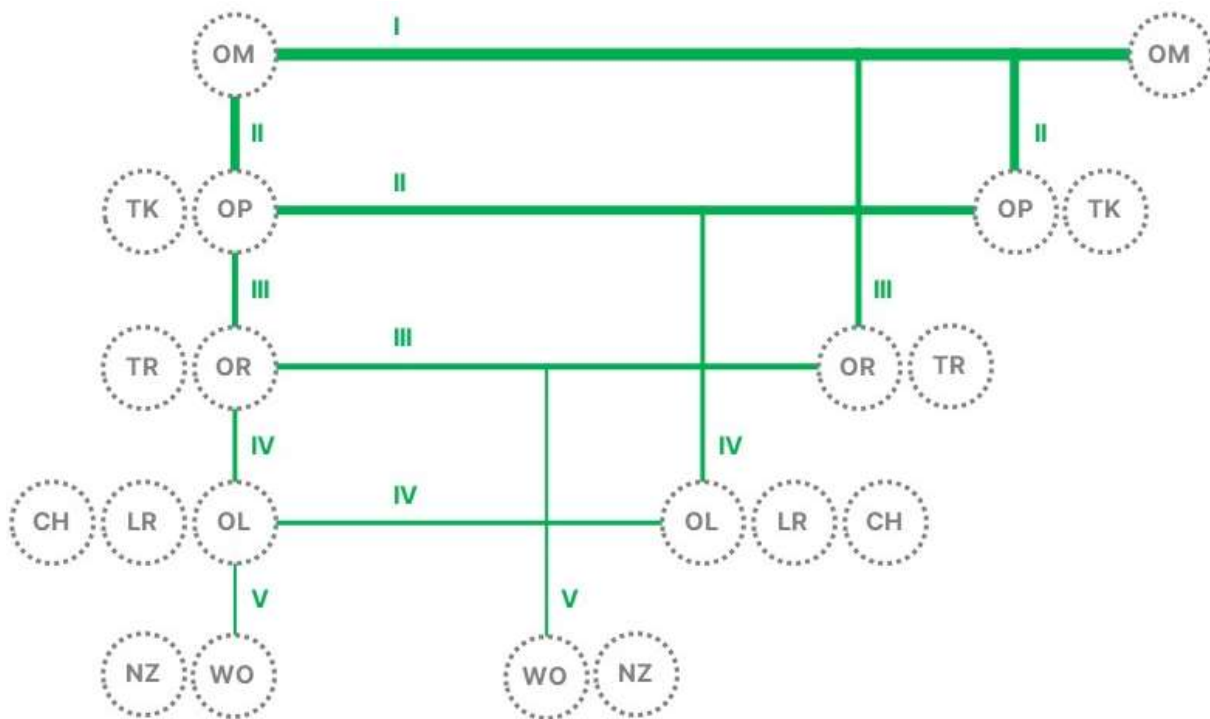 I
OM OM
II II
II
TK OP OP TK
III III
III
TR OR OR TR
IV IV
IV
CH LR OL OL LR CH
V V
NZ WO WO NZ